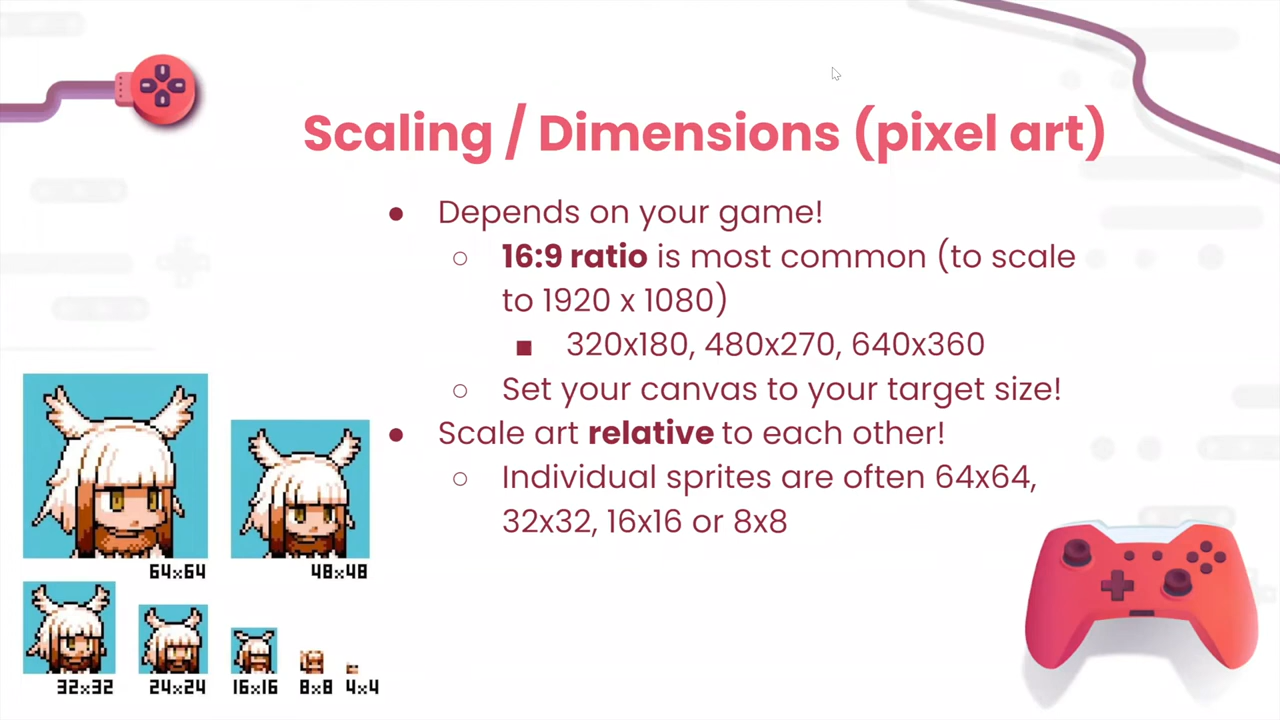 Scaling / Dimensions (pixel art)
● Depends on your game!
○ 16:9 ratio is most common (to scale
to 1920 x 1080)
■ 320x180, 480x270, 640x360
○ Set your canvas to your target size!
● Scale art relative to each other!
○ Individual sprites are often 64x64,
32x32, 16x16 or 8x8
64x64
48x48
32x32
24x24
16x16
8x8
4x4